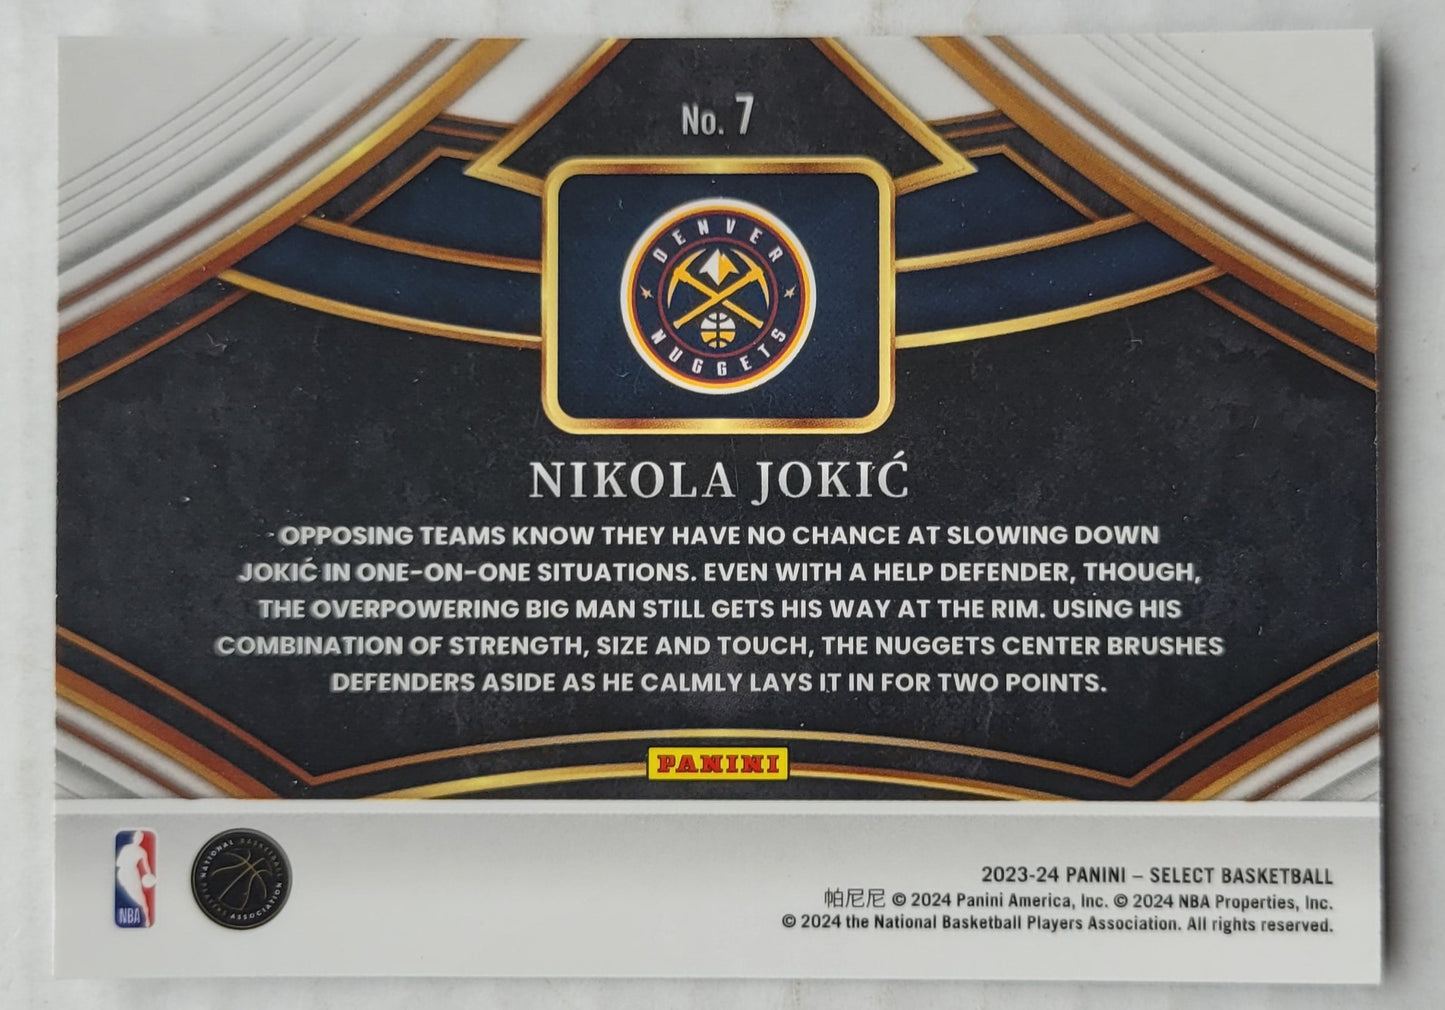 No. 7
DENVER
NUGGETS
NIKOLA JOKIĆ
OPPOSING TEAMS KNOW THEY HAVE NO CHANCE AT SLOWING DOWN
JOKIĆ IN ONE-ON-ONE SITUATIONS. EVEN WITH A HELP DEFENDER, THOUGH,
THE OVERPOWERING BIG MAN STILL GETS HIS WAY AT THE RIM. USING HIS
COMBINATION OF STRENGTH, SIZE AND TOUCH, THE NUGGETS CENTER BRUSHES
DEFENDERS ASIDE AS HE CALMLY LAYS IT IN FOR TWO POINTS.
PANINI
NBA
NATIONAL BASKETBALL
PLAYERS ASSOCIATION
2023-24 PANINI – SELECT BASKETBALL
帕尼尼 © 2024 Panini America, Inc. © 2024 NBA Properties, Inc.
© 2024 the National Basketball Players Association. All rights reserved.